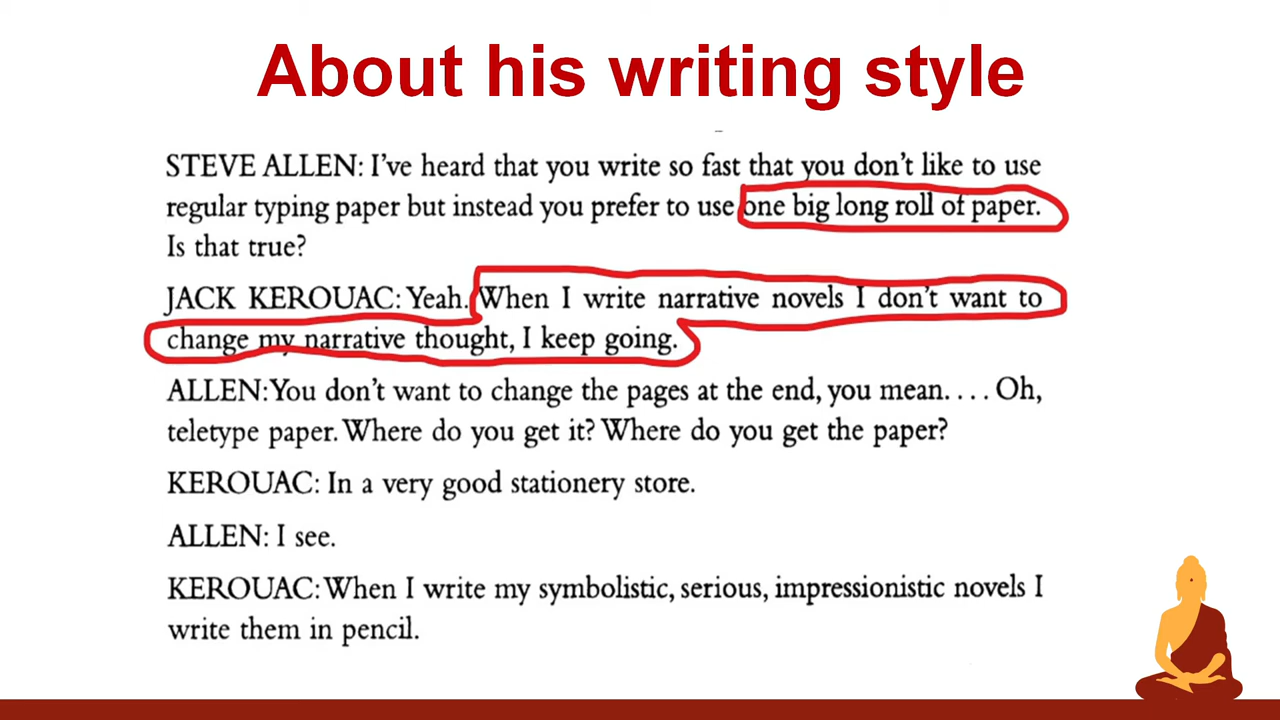 About his writing style
STEVE ALLEN: I've heard that you write so fast that you don't like to use
regular typing paper but instead you prefer to use one big long roll of paper.
Is that true?
JACK KEROUAC: Yeah. When I write narrative novels I don't want to
change my narrative thought, I keep going.
ALLEN: You don't want to change the pages at the end, you mean. . . . Oh,
teletype paper. Where do you get it? Where do you get the paper?
KEROUAC: In a very good stationery store.
ALLEN: I see.
KEROUAC: When I write my symbolistic, serious, impressionistic novels I
write them in pencil.